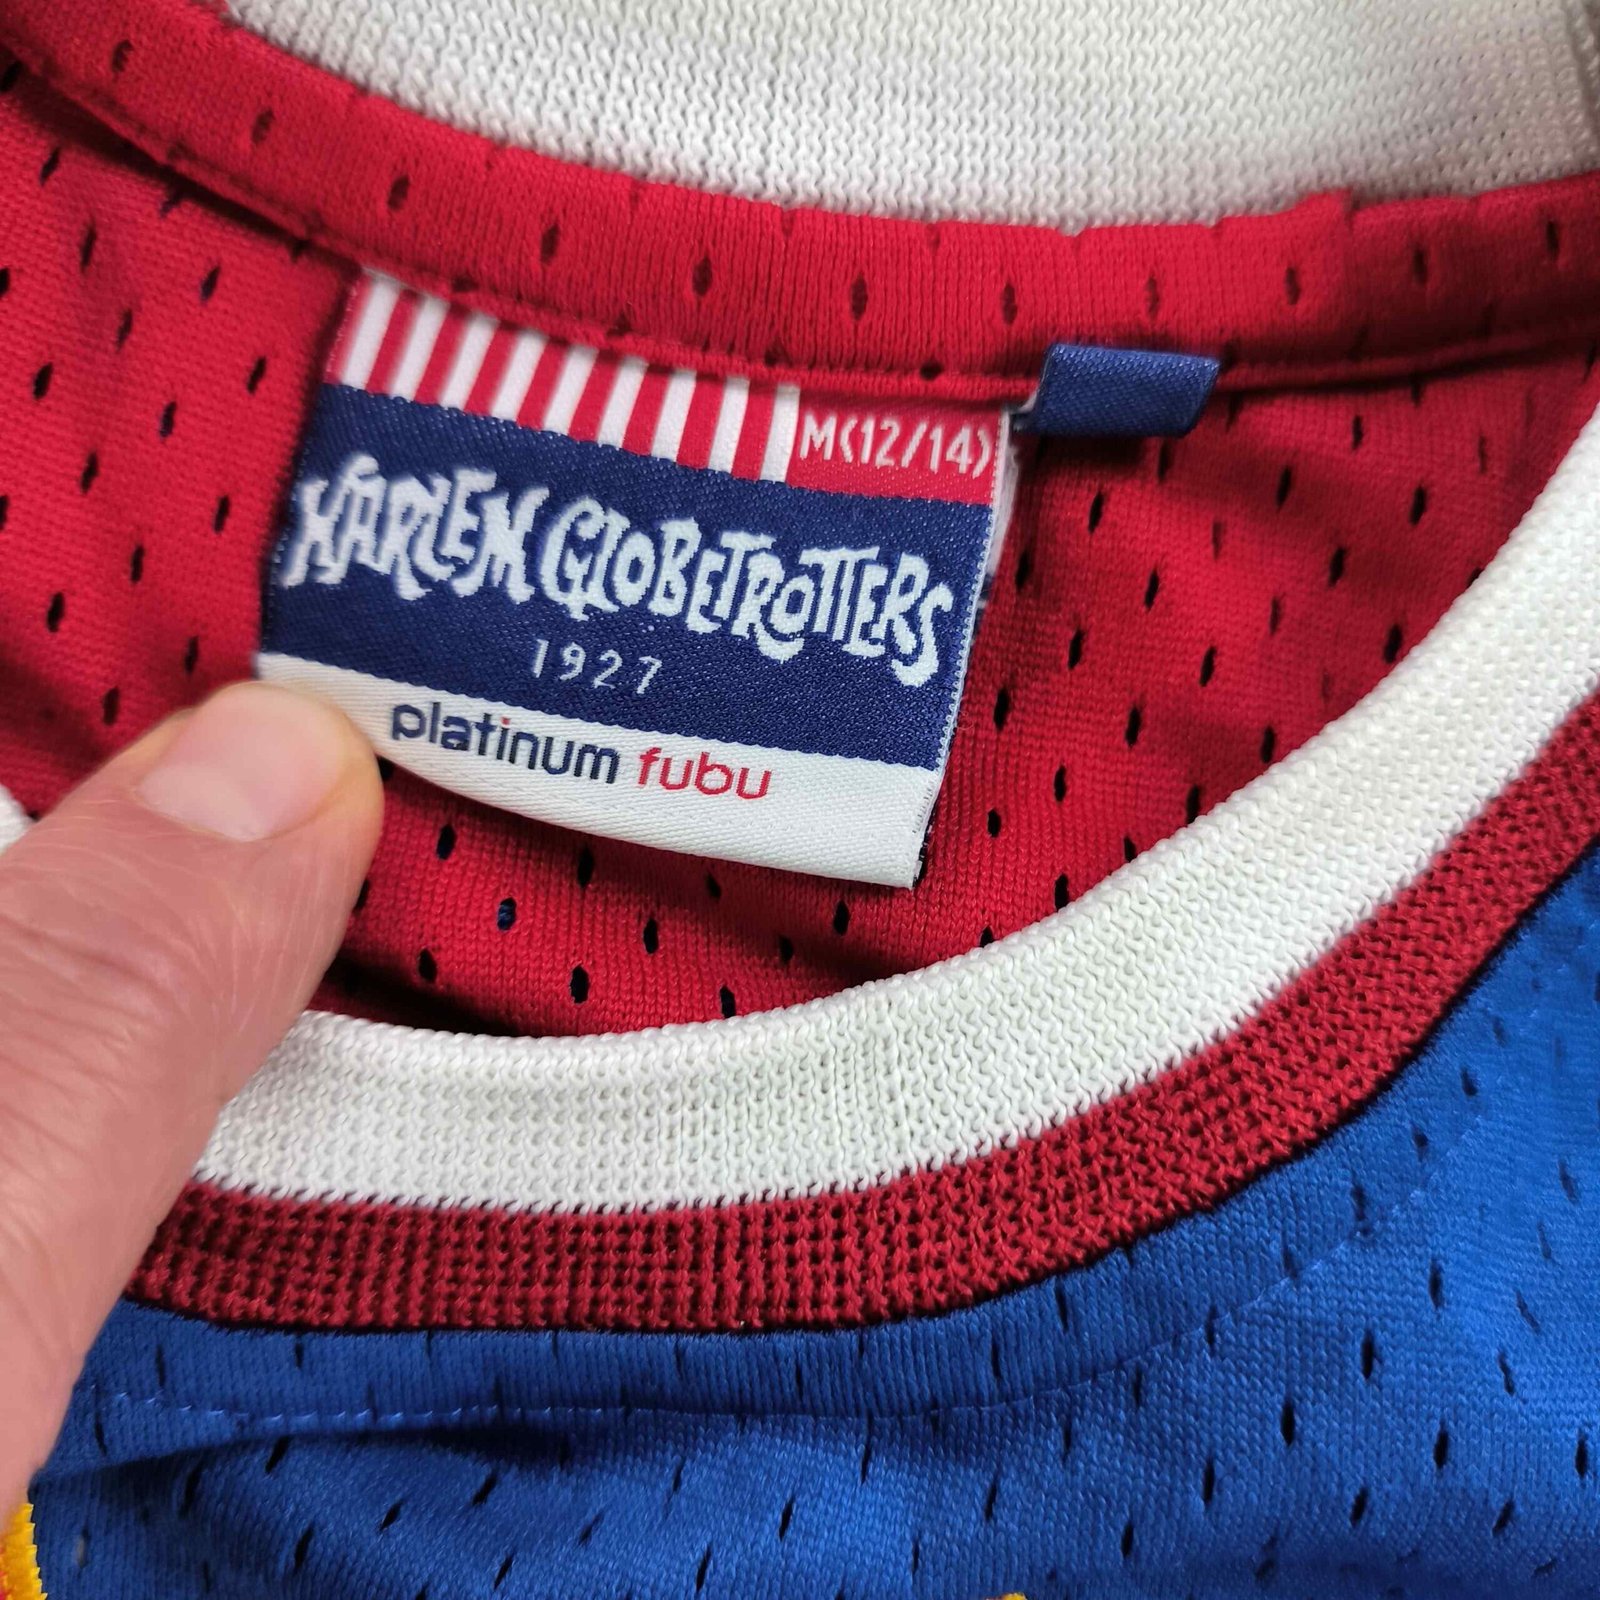 M(12/14)
HARLEM GLOBETROTTERS
1927
platinum fubu